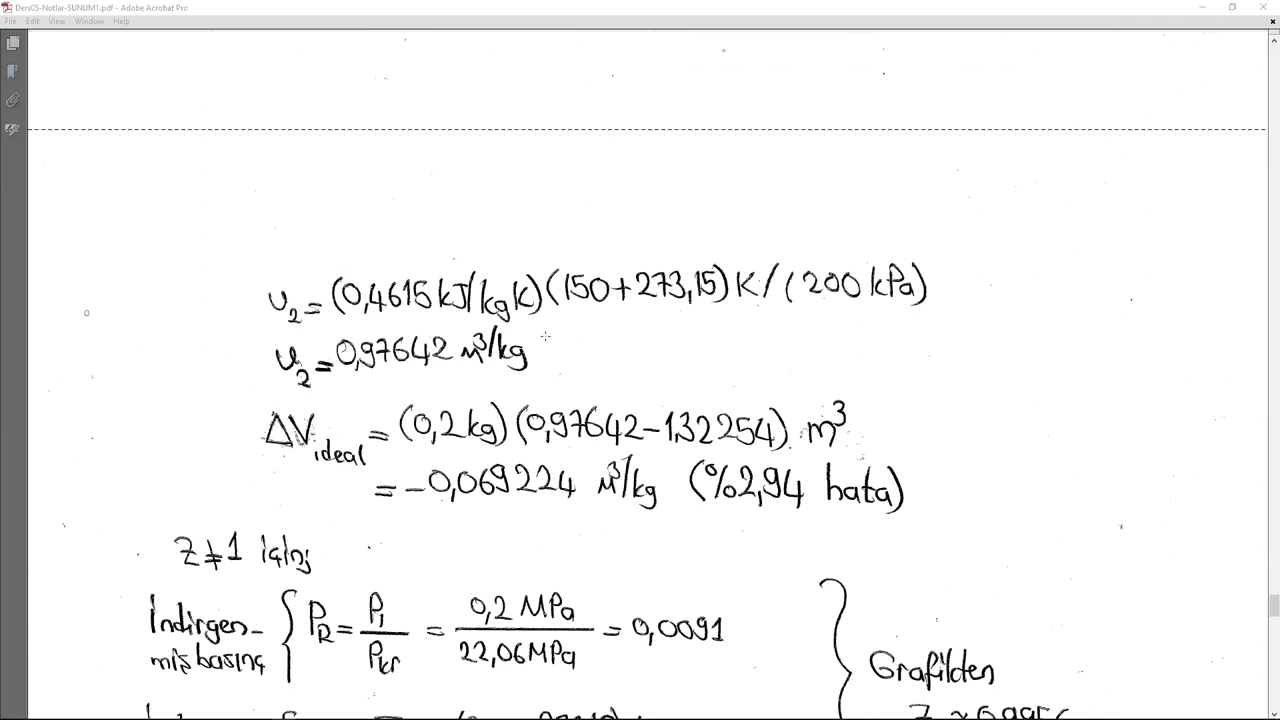 Ders05-Notlar-SUNUM1.pdf - Adobe Acrobat Pro
File Edit View Window Help
υ₂ = (0,4615 kJ/kgK)(150+273,15)K/(200 kPa)
υ₂ = 0,97642 m³/kg
ΔV ideal = (0,2 kg)(0,97642-1,32254) m³
= -0,069224 m³/kg (%2,94 hata)
Z≠1 için;
İndirgen-
miş basınç { P_R = P₁/P_kr = 0,2 MPa/22,06 MPa = 0,0091
Grafikten